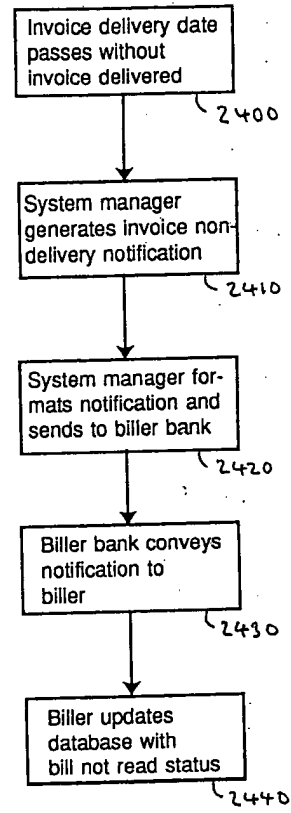 Invoice delivery date
passes without
invoice delivered
2400
System manager
generates invoice non-
delivery notification
2410
System manager for-
mats notification and
sends to biller bank
2420
Biller bank conveys
notification to
biller
2430
Biller updates
database with
bill not read status
2440